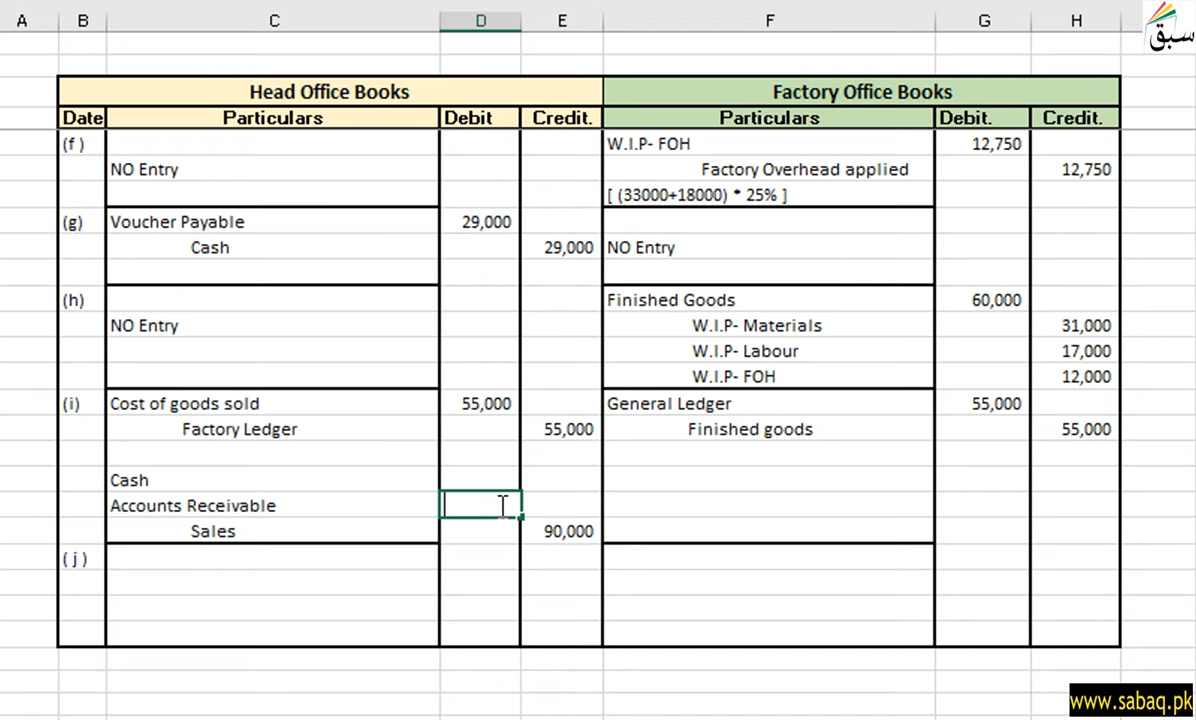 A B C D E F G H
سبق
Head Office Books Factory Office Books
Date Particulars Debit Credit. Particulars Debit. Credit.
(f ) W.I.P- FOH 12,750
NO Entry Factory Overhead applied 12,750
[ (33000+18000) * 25% ]
(g) Voucher Payable 29,000
Cash 29,000 NO Entry
(h) Finished Goods 60,000
NO Entry W.I.P- Materials 31,000
W.I.P- Labour 17,000
W.I.P- FOH 12,000
(i) Cost of goods sold 55,000 General Ledger 55,000
Factory Ledger 55,000 Finished goods 55,000
Cash
Accounts Receivable
Sales 90,000
( j )
www.sabaq.pk